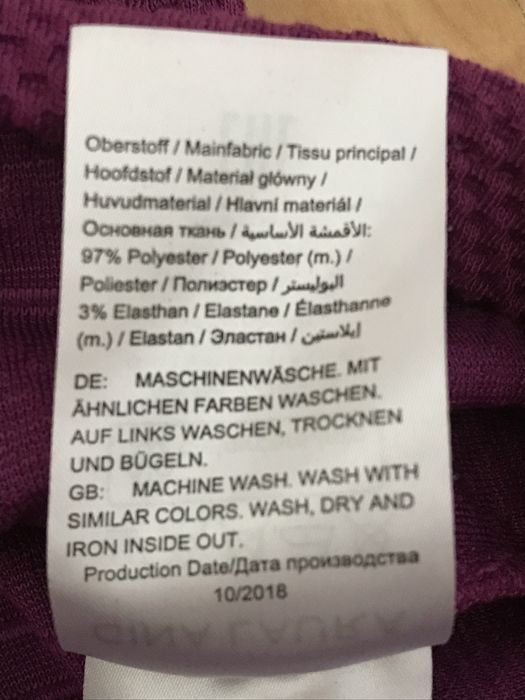 Oberstoff / Mainfabric / Tissu principal /
Hoofdstof / Materiał główny /
Huvudmaterial / Hlavní materiál /
Основная ткань / الأقمشة الأساسية:
97% Polyester / Polyester (m.) /
Poliester / Полиэстер / البوليستر
3% Elasthan / Elastane / Élasthanne
(m.) / Elastan / Эластан / إيلاستين
DE: MASCHINENWÄSCHE. MIT
ÄHNLICHEN FARBEN WASCHEN.
AUF LINKS WASCHEN, TROCKNEN
UND BÜGELN.
GB: MACHINE WASH. WASH WITH
SIMILAR COLORS. WASH, DRY AND
IRON INSIDE OUT.
Production Date/Дата производства
10/2018
GINA LAURA